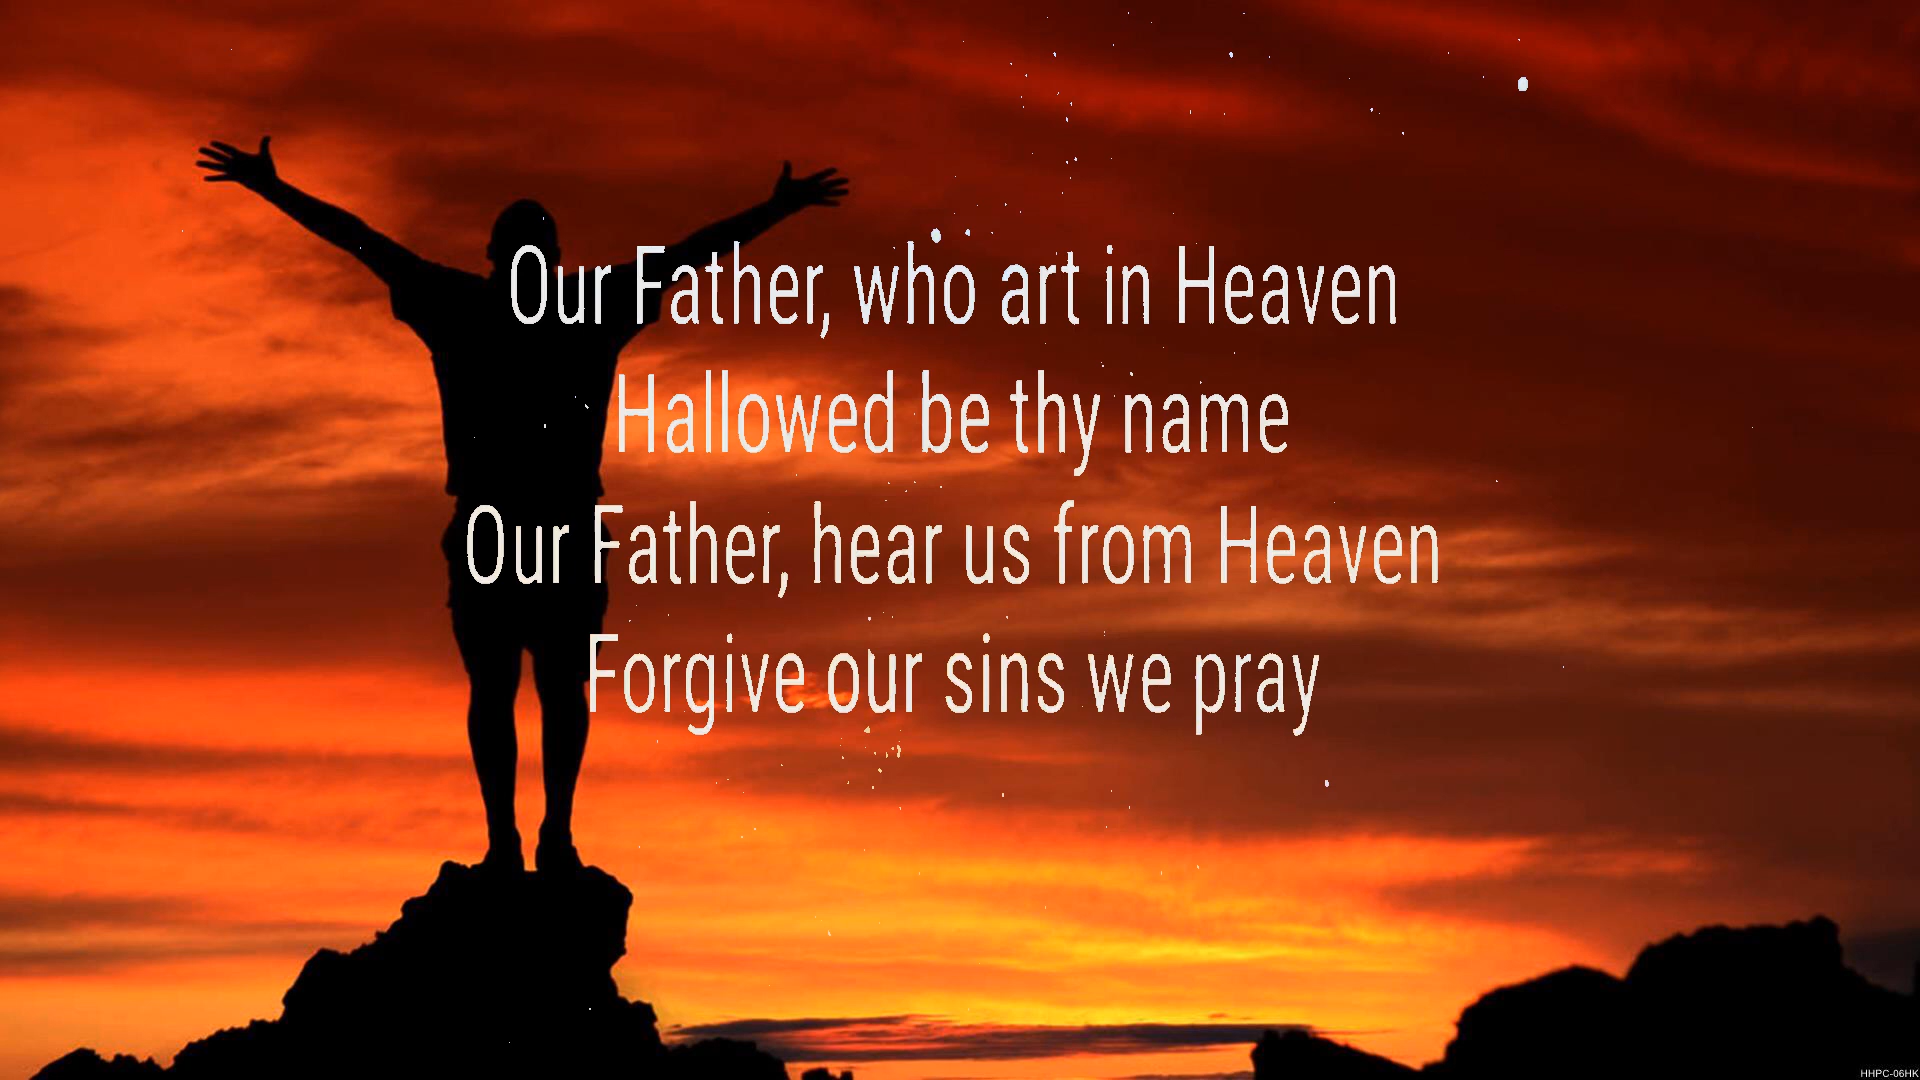 Our Father, who art in Heaven
Hallowed be thy name
Our Father, hear us from Heaven
Forgive our sins we pray
HHPC-06HK